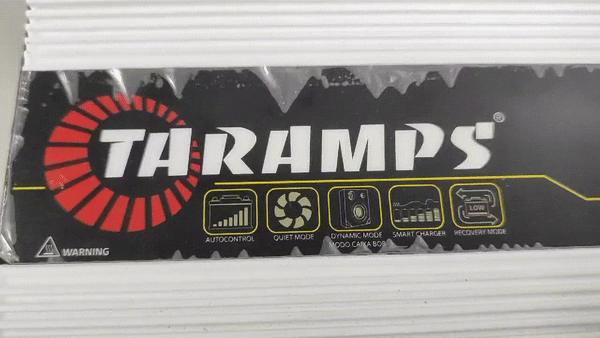 TARAMPS®
LOW
AUTOCONTROL
QUIET MODE
DYNAMIC MODE
MODO CAIXA BOB
SMART CHARGER
RECOVERY MODE
WARNING